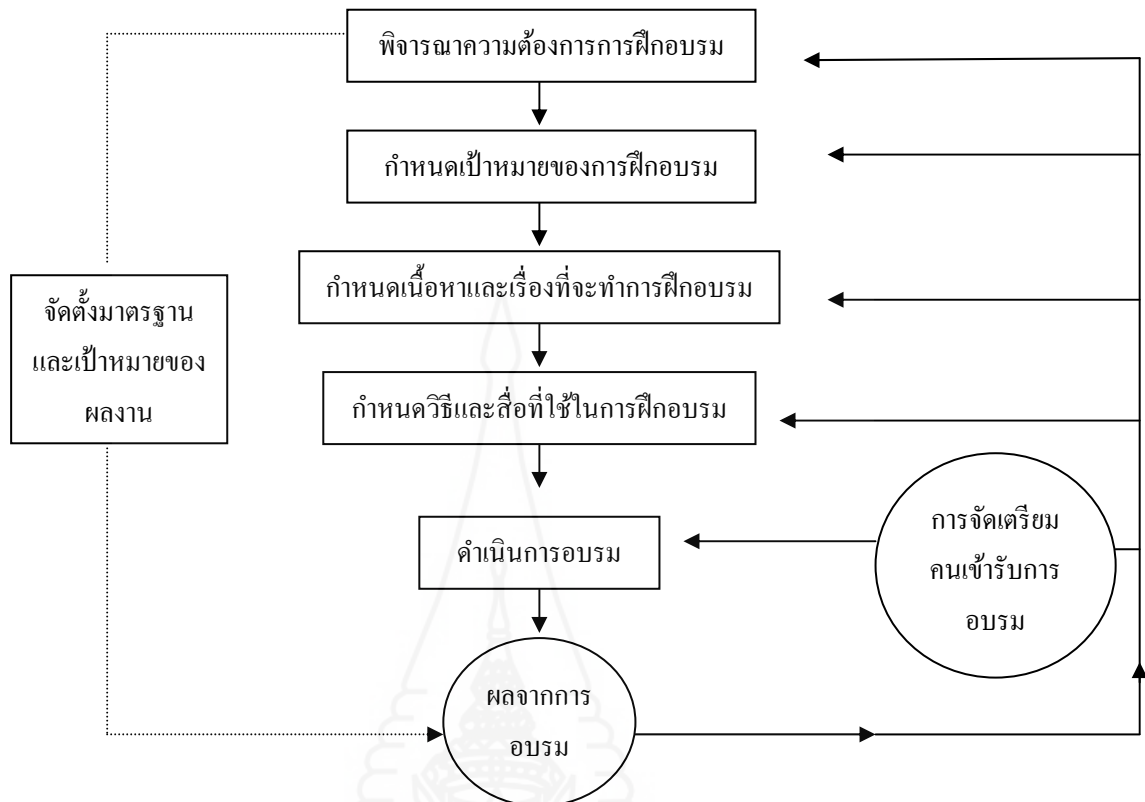 พิจารณาความต้องการการฝึกอบรม
กำหนดเป้าหมายของการฝึกอบรม
กำหนดเนื้อหาและเรื่องที่จะทำการฝึกอบรม
จัดตั้งมาตรฐาน
และเป้าหมายของ
ผลงาน
กำหนดวิธีและสื่อที่ใช้ในการฝึกอบรม
ดำเนินการอบรม
การจัดเตรียม
คนเข้ารับการ
อบรม
ผลจากการ
อบรม